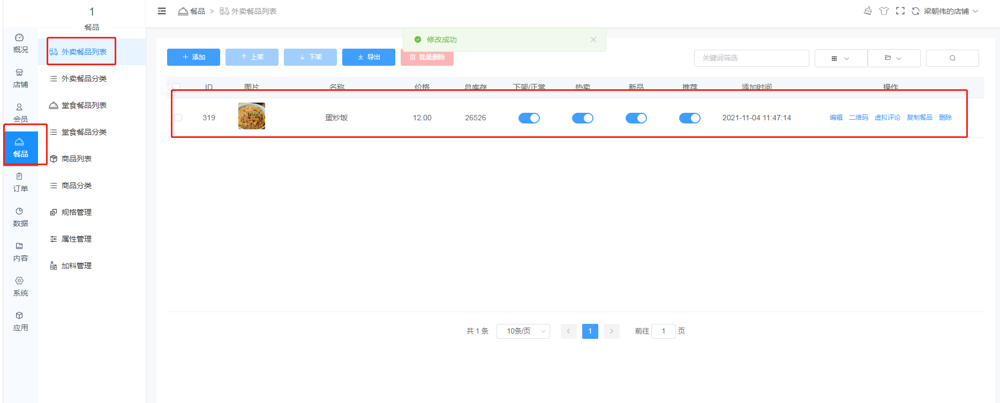 1
餐品
餐品 > 外卖餐品列表
梁朝伟的店铺
概况
店铺
会员
餐品
订单
数据
内容
系统
应用
外卖餐品列表
外卖餐品分类
堂食餐品列表
堂食餐品分类
商品列表
商品分类
规格管理
属性管理
加料管理
修改成功
添加 上架 下架 导出 批量删除
关键词筛选
ID 图片 名称 价格 总库存 下架/正常 热卖 新品 推荐 添加时间 操作
319 蛋炒饭 12.00 26526 2021-11-04 11:47:14 编辑 二维码 虚拟评论 复制餐品 删除
共 1 条 10条/页 1 前往 1 页